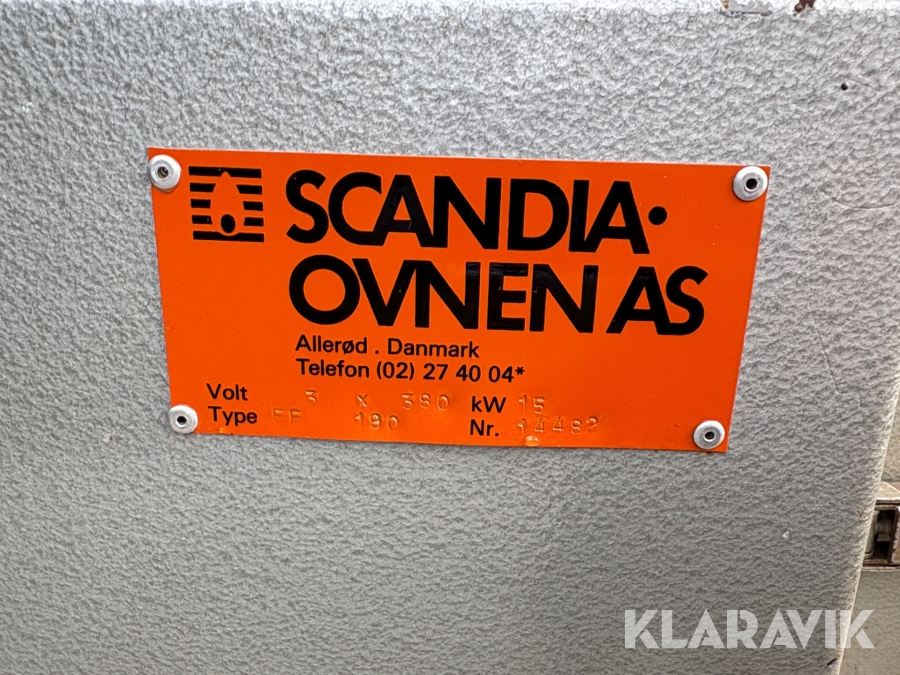 SCANDIA·
OVNEN AS
Allerød . Danmark
Telefon (02) 27 40 04*
Volt 3 x 380 kW 15
Type FF 190 Nr. 14482
KLARAVIK